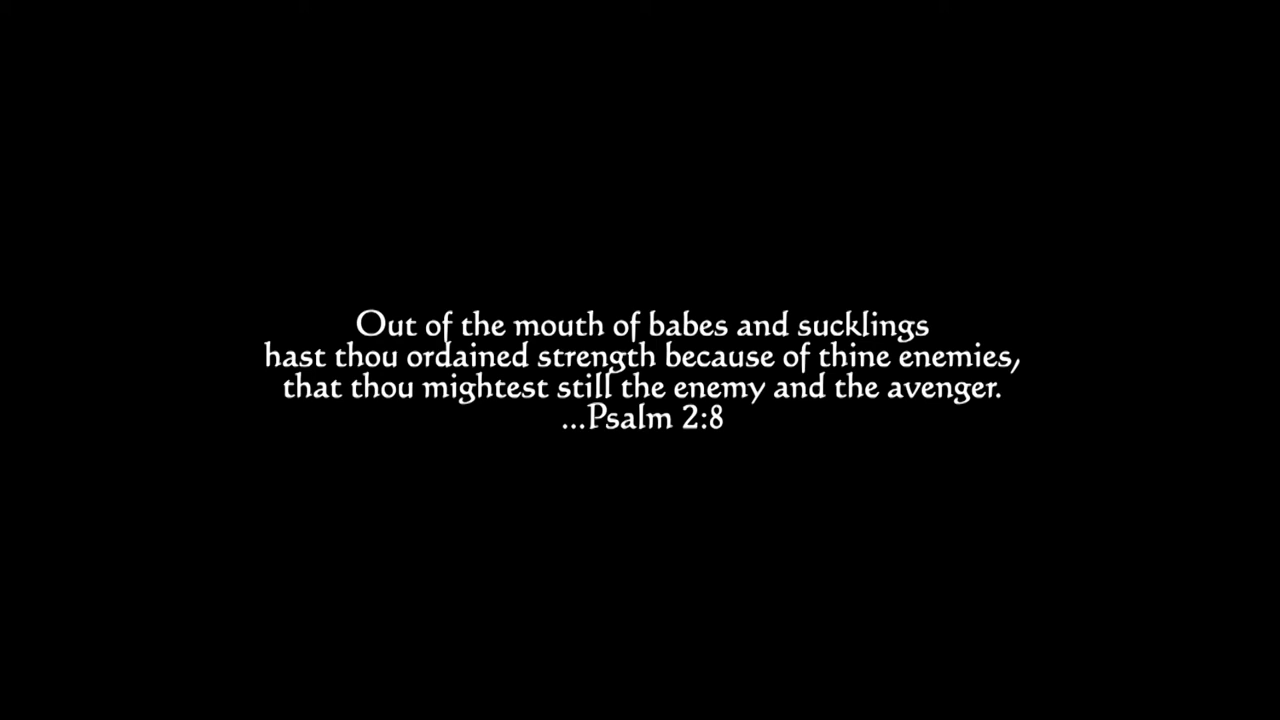 Out of the mouth of babes and sucklings
hast thou ordained strength because of thine enemies,
that thou mightest still the enemy and the avenger.
...Psalm 2:8